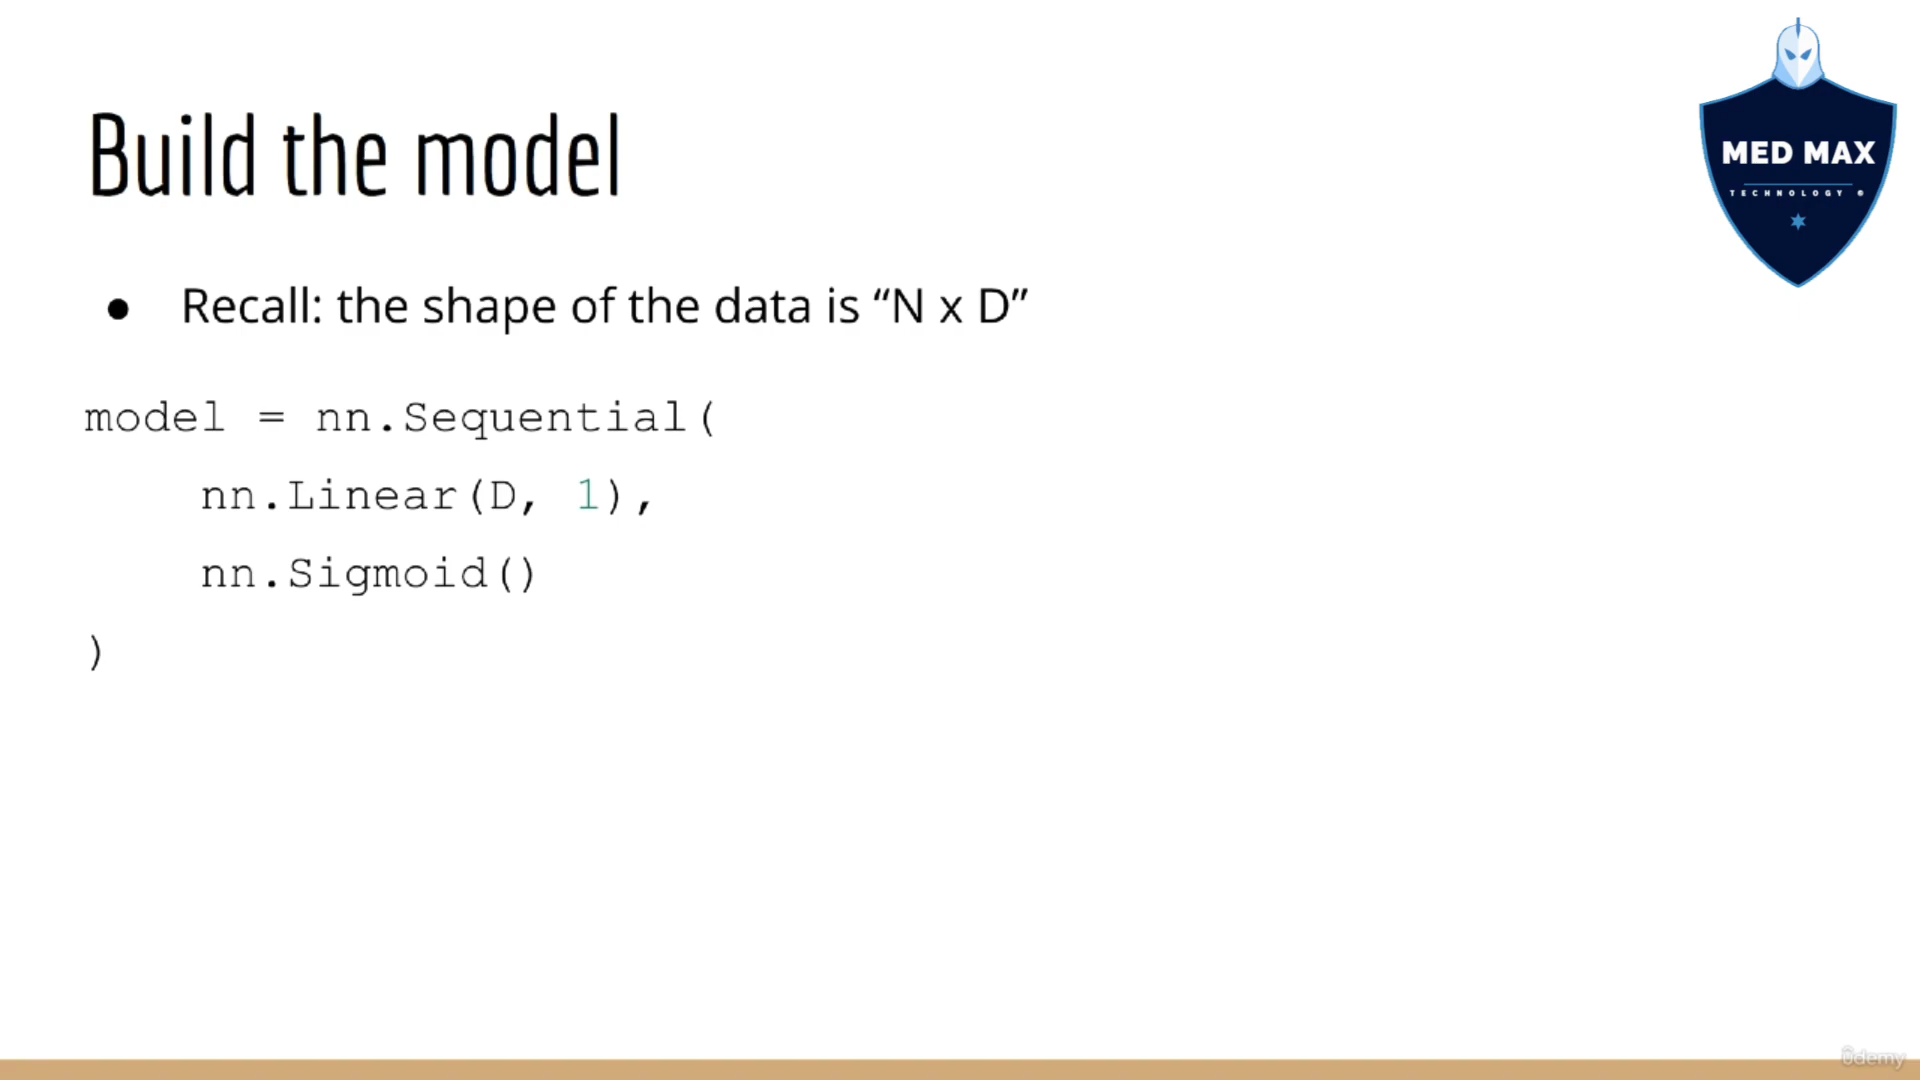 MED MAX
TECHNOLOGY ®
Build the model
● Recall: the shape of the data is “N x D”
model = nn.Sequential(
    nn.Linear(D, 1),
    nn.Sigmoid()
)
ûdemy